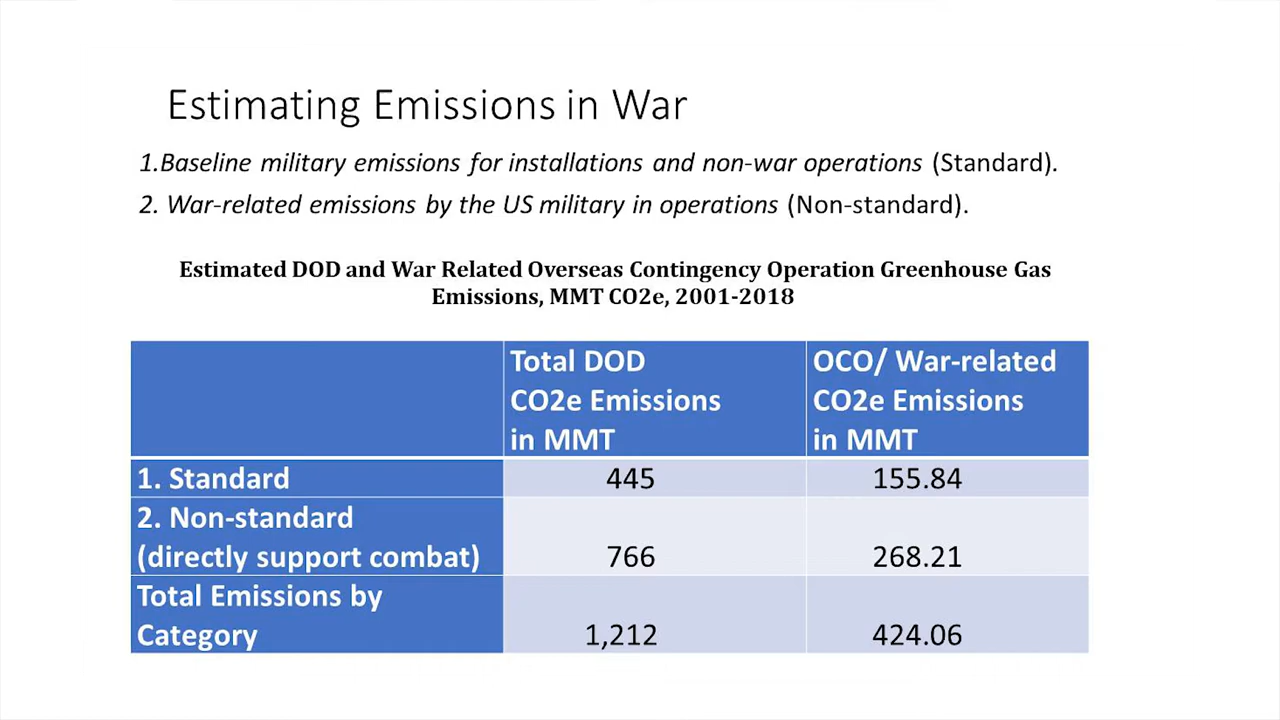 Estimating Emissions in War
1.Baseline military emissions for installations and non-war operations (Standard).
2. War-related emissions by the US military in operations (Non-standard).
Estimated DOD and War Related Overseas Contingency Operation Greenhouse Gas
Emissions, MMT CO2e, 2001-2018
Total DOD
CO2e Emissions
in MMT
OCO/ War-related
CO2e Emissions
in MMT
1. Standard
445
155.84
2. Non-standard
(directly support combat)
766
268.21
Total Emissions by
Category
1,212
424.06